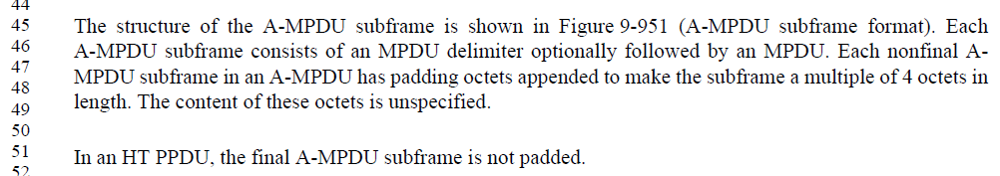 44
45 The structure of the A-MPDU subframe is shown in Figure 9-951 (A-MPDU subframe format). Each
46 A-MPDU subframe consists of an MPDU delimiter optionally followed by an MPDU. Each nonfinal A-
47 MPDU subframe in an A-MPDU has padding octets appended to make the subframe a multiple of 4 octets in
48
49 length. The content of these octets is unspecified.
50
51 In an HT PPDU, the final A-MPDU subframe is not padded.
52